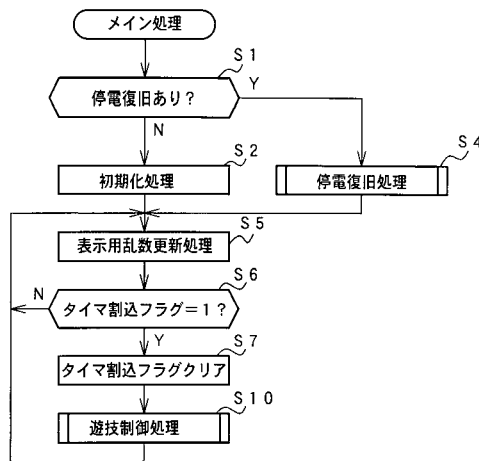 メイン処理
S1
停電復旧あり?
Y
N
S2
S4
初期化処理
停電復旧処理
S5
表示用乱数更新処理
S6
N
タイマ割込フラグ=1?
Y
S7
タイマ割込フラグクリア
S10
遊技制御処理